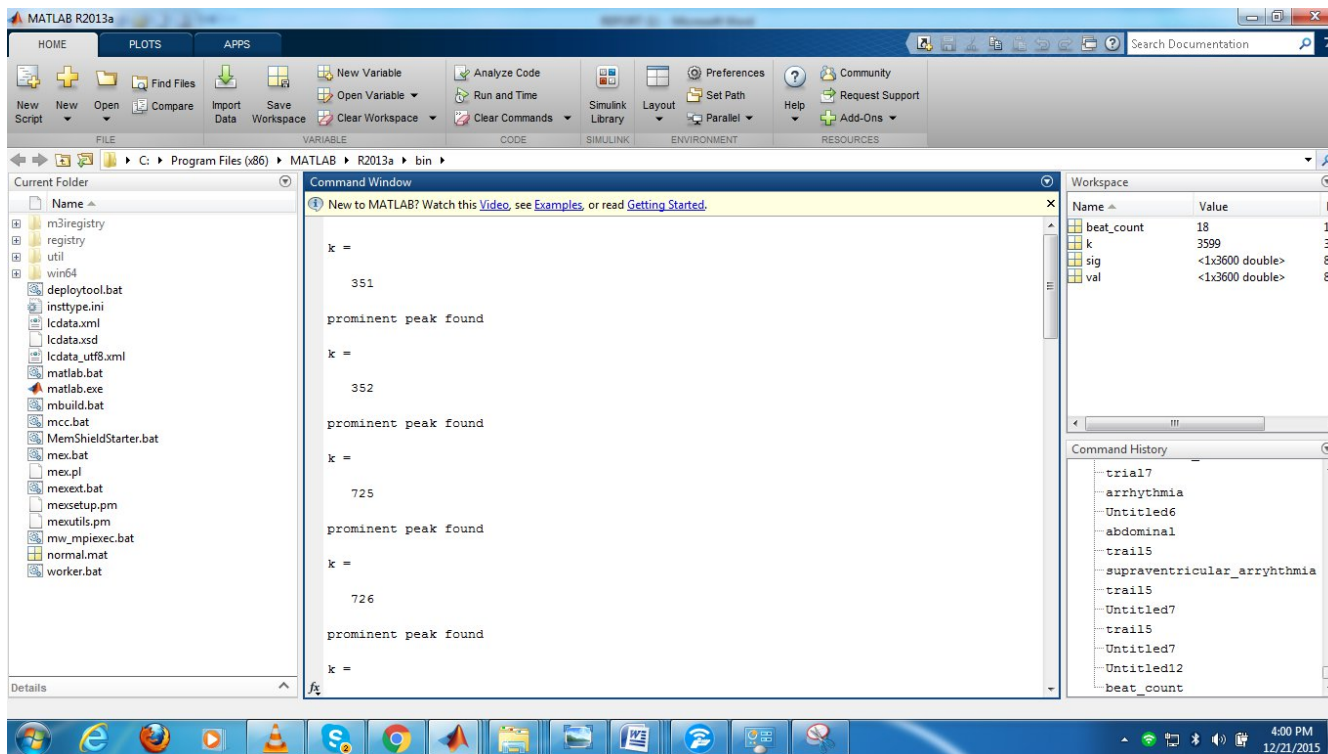 MATLAB R2013a
HOME PLOTS APPS
Search Documentation
New Script
New
Open
Find Files
Compare
Import Data
Save Workspace
New Variable
Open Variable
Clear Workspace
Analyze Code
Run and Time
Clear Commands
Simulink Library
Layout
Preferences
Set Path
Parallel
Help
Community
Request Support
Add-Ons
FILE VARIABLE CODE SIMULINK ENVIRONMENT RESOURCES
C: Program Files (x86) MATLAB R2013a bin
Current Folder
Name
m3iregistry
registry
util
win64
deploytool.bat
insttype.ini
lcdata.xml
lcdata.xsd
lcdata_utf8.xml
matlab.bat
matlab.exe
mbuild.bat
mcc.bat
MemShieldStarter.bat
mex.bat
mex.pl
mexext.bat
mexsetup.pm
mexutils.pm
mw_mpiexec.bat
normal.mat
worker.bat
Details
Command Window
New to MATLAB? Watch this Video, see Examples, or read Getting Started.
k =
351
prominent peak found
k =
352
prominent peak found
k =
725
prominent peak found
k =
726
prominent peak found
k =
fx
Workspace
Name Value
beat_count 18
k 3599
sig <1x3600 double>
val <1x3600 double>
Command History
trial7
arrhythmia
Untitled6
abdominal
trail5
supraventricular_arryhthmia
trail5
Untitled7
trail5
Untitled7
Untitled12
beat_count
4:00 PM
12/21/2015